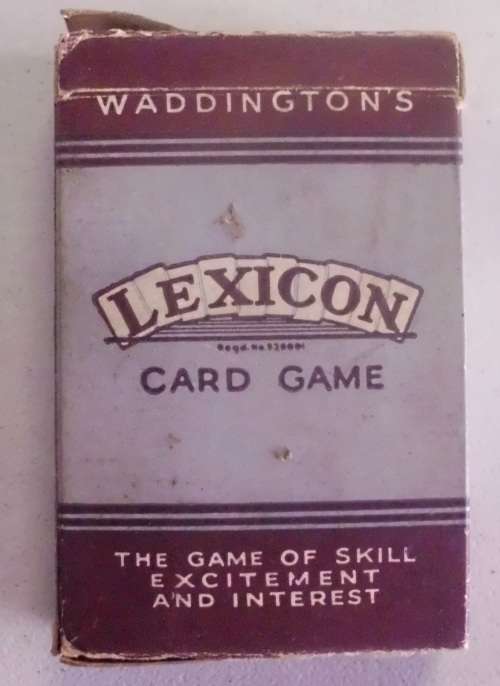 WADDINGTON'S
LEXICON
CARD GAME
THE GAME OF SKILL
EXCITEMENT
AND INTEREST